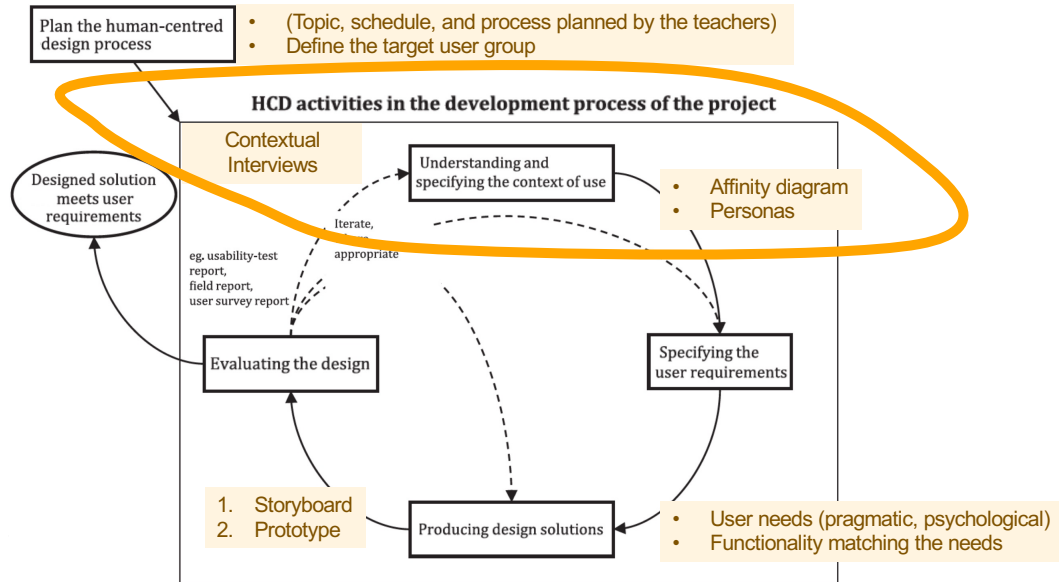 Plan the human-centred
design process
• (Topic, schedule, and process planned by the teachers)
• Define the target user group
HCD activities in the development process of the project
Contextual
Interviews
Understanding and
specifying the context of use
• Affinity diagram
• Personas
Designed solution
meets user
requirements
Iterate,
appropriate
eg. usability-test
report,
field report,
user survey report
Evaluating the design
Specifying the
user requirements
1. Storyboard
2. Prototype
Producing design solutions
• User needs (pragmatic, psychological)
• Functionality matching the needs